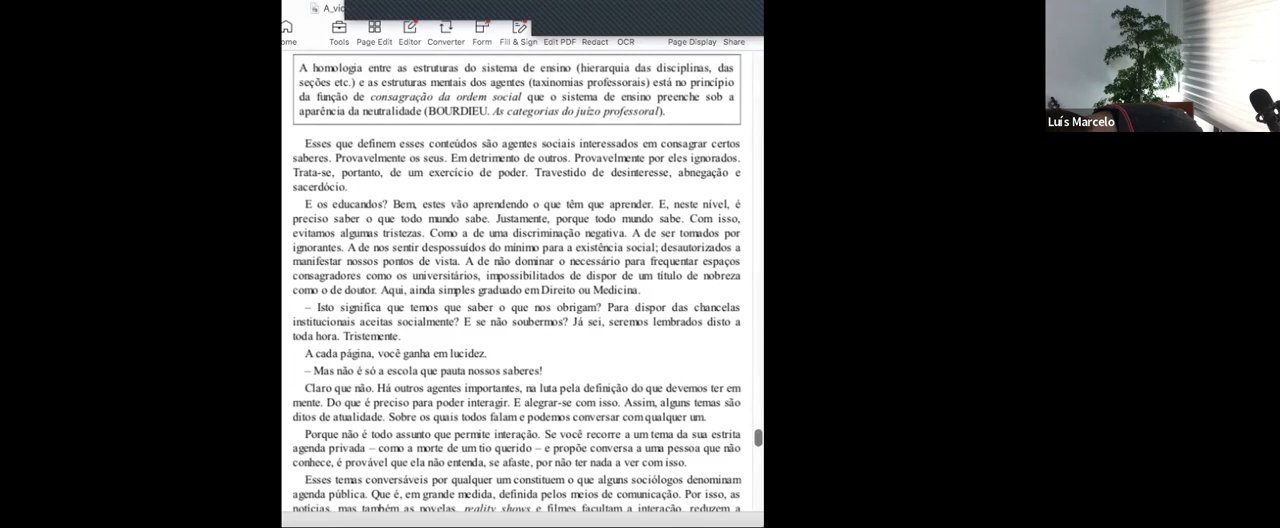 A_vic
ome Tools Page Edit Editor Converter Form Fill & Sign Edit PDF Redact OCR Page Display Share
Luís Marcelo
A homologia entre as estruturas do sistema de ensino (hierarquia das disciplinas, das
seções etc.) e as estruturas mentais dos agentes (taxinomias professorais) está no princípio
da função de consagração da ordem social que o sistema de ensino preenche sob a
aparência da neutralidade (BOURDIEU. As categorias do juízo professoral).
Esses que definem esses conteúdos são agentes sociais interessados em consagrar certos
saberes. Provavelmente os seus. Em detrimento de outros. Provavelmente por eles ignorados.
Trata-se, portanto, de um exercício de poder. Travestido de desinteresse, abnegação e
sacerdócio.
E os educandos? Bem, estes vão aprendendo o que têm que aprender. E, neste nível, é
preciso saber o que todo mundo sabe. Justamente, porque todo mundo sabe. Com isso,
evitamos algumas tristezas. Como a de uma discriminação negativa. A de ser tomados por
ignorantes. A de nos sentir despossuídos do mínimo para a existência social; desautorizados a
manifestar nossos pontos de vista. A de não dominar o necessário para frequentar espaços
consagradores como os universitários, impossibilitados de dispor de um título de nobreza
como o de doutor. Aqui, ainda simples graduado em Direito ou Medicina.
– Isto significa que temos que saber o que nos obrigam? Para dispor das chancelas
institucionais aceitas socialmente? E se não soubermos? Já sei, seremos lembrados disto a
toda hora. Tristemente.
A cada página, você ganha em lucidez.
– Mas não é só a escola que pauta nossos saberes!
Claro que não. Há outros agentes importantes, na luta pela definição do que devemos ter em
mente. Do que é preciso para poder interagir. E alegrar-se com isso. Assim, alguns temas são
ditos de atualidade. Sobre os quais todos falam e podemos conversar com qualquer um.
Porque não é todo assunto que permite interação. Se você recorre a um tema da sua estrita
agenda privada – como a morte de um tio querido – e propõe conversa a uma pessoa que não
conhece, é provável que ela não entenda, se afaste, por não ter nada a ver com isso.
Esses temas conversáveis por qualquer um constituem o que alguns sociólogos denominam
agenda pública. Que é, em grande medida, definida pelos meios de comunicação. Por isso, as
notícias, mas também as novelas, reality shows e filmes facultam a interação, reduzem a